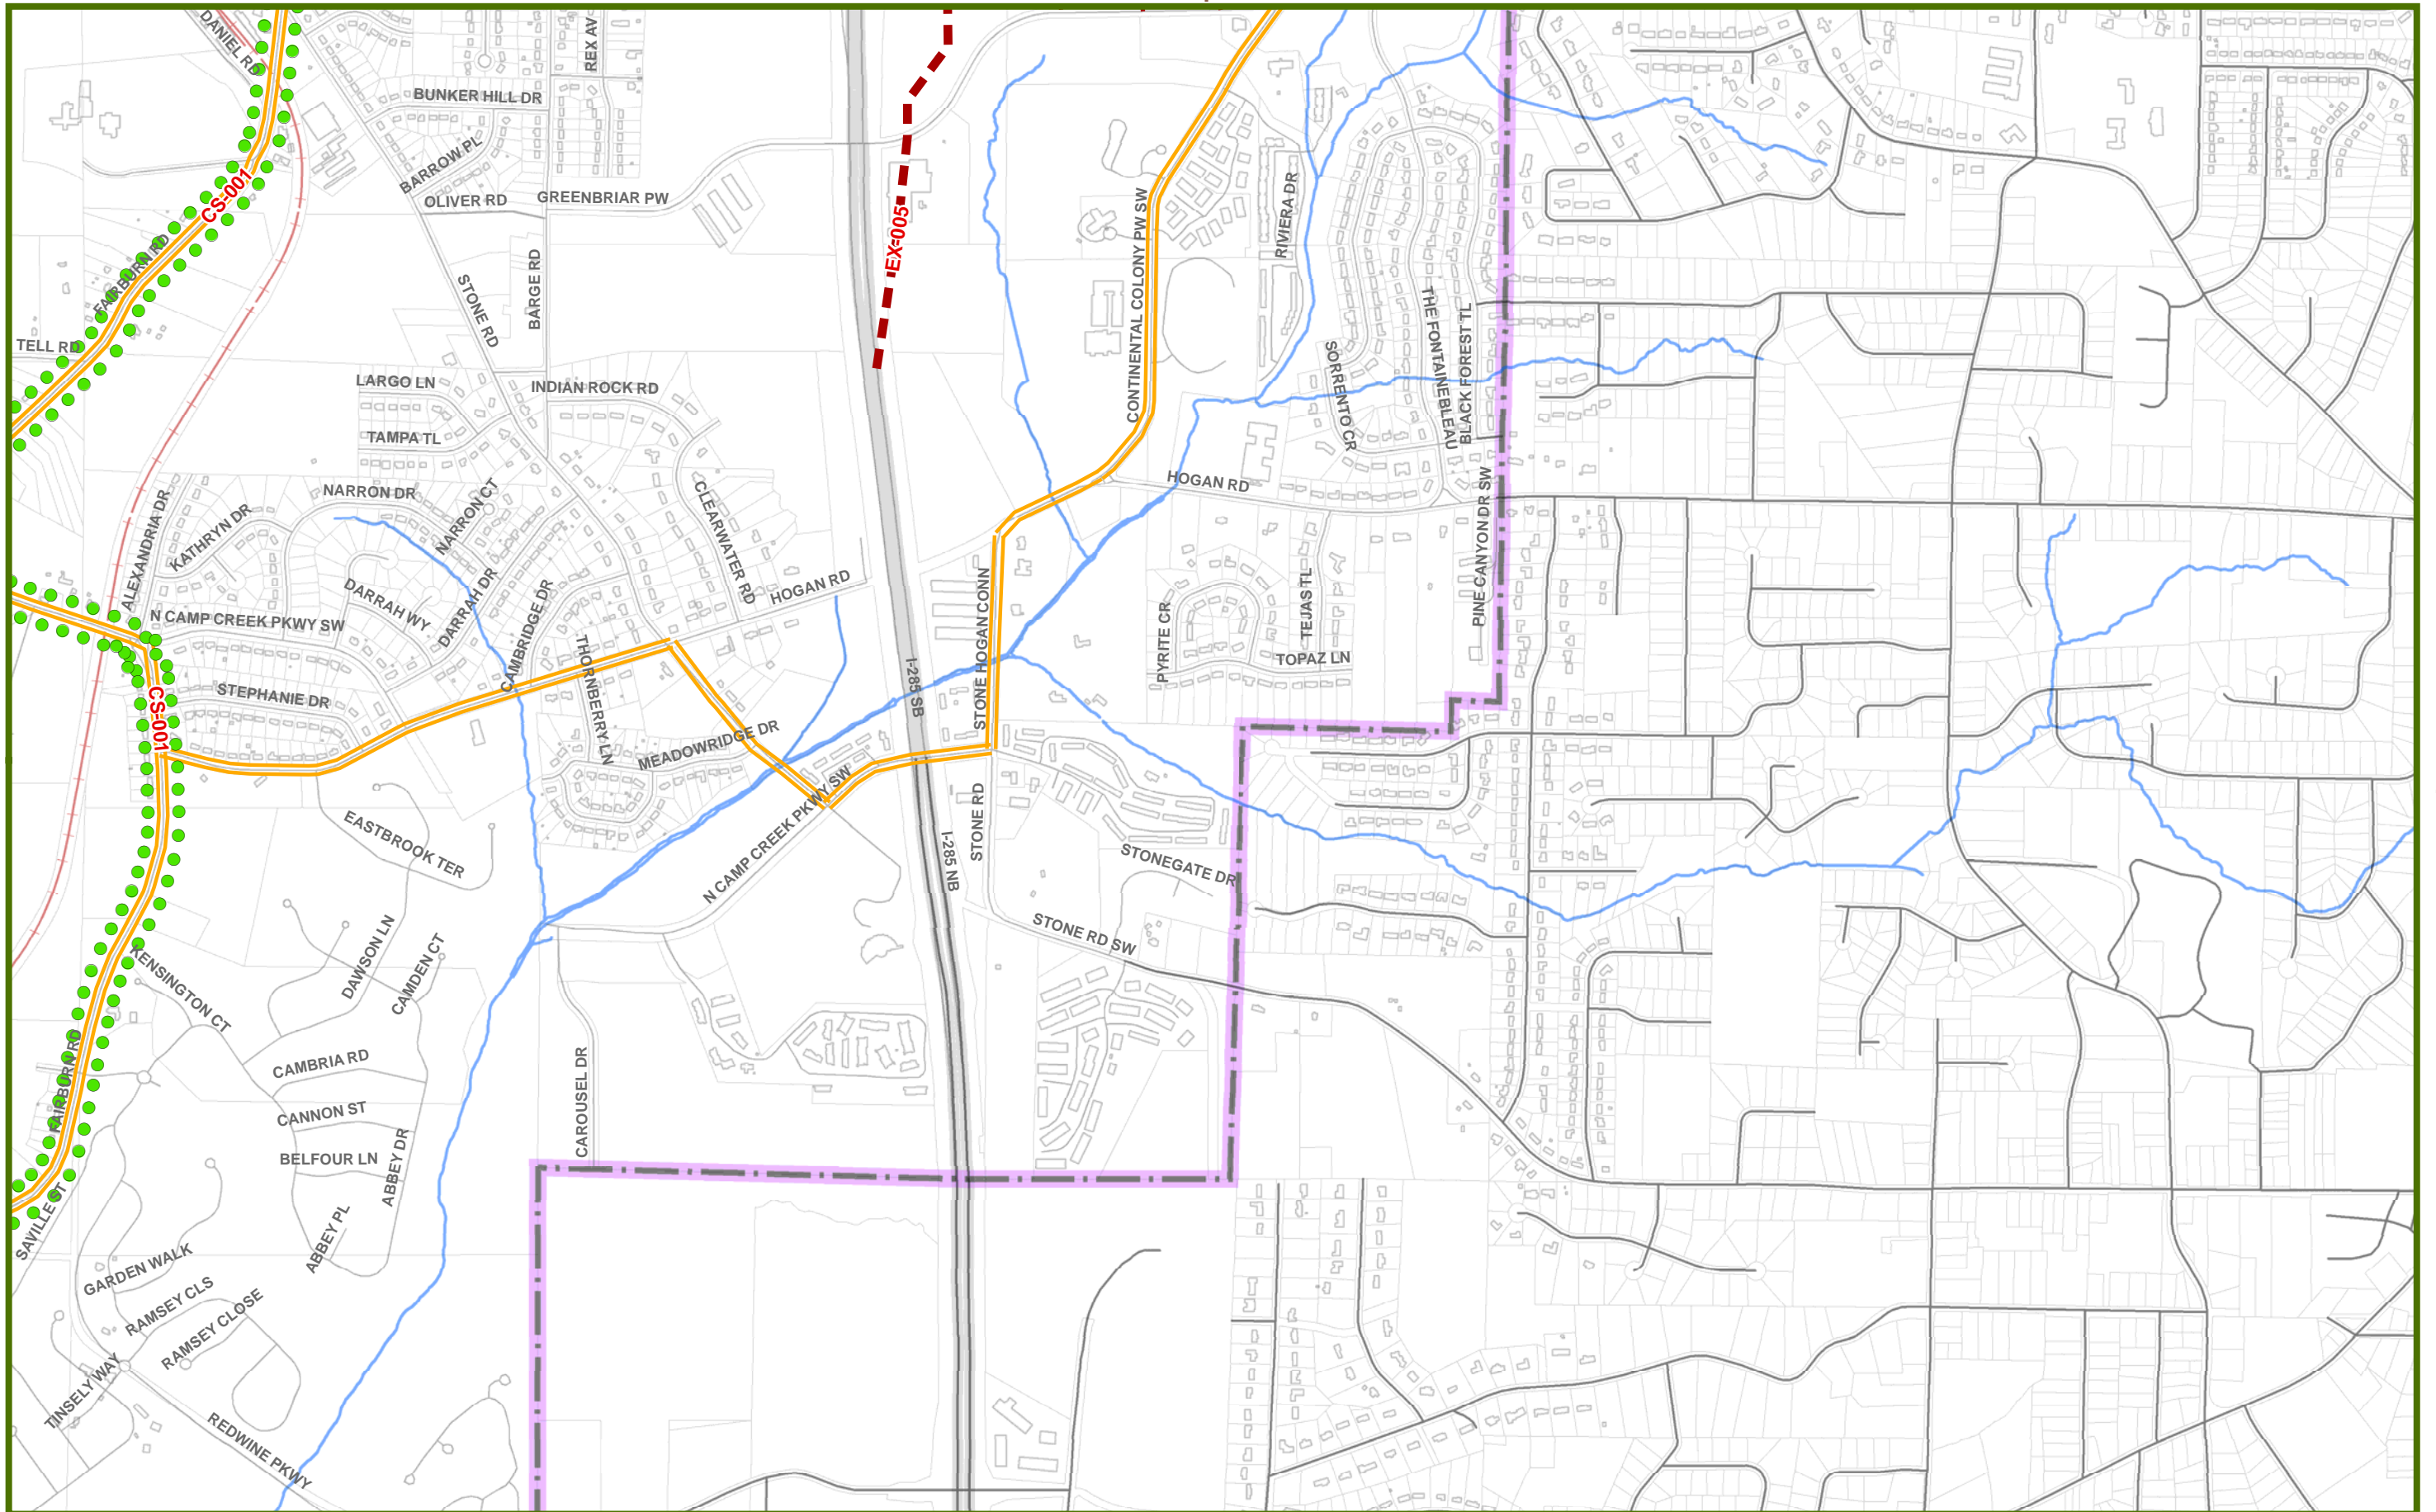 DANIEL RD
REX AV
BUNKER HILL DR
BARROW PL
OLIVER RD
GREENBRIAR PW
CS-001
FAIRBURN RD
EX-005
RIVIERA DR
CONTINENTAL COLONY PW SW
STONE RD
BARGE RD
TELL RD
LARGO LN
INDIAN ROCK RD
TAMPA TL
SORRENTO CR
THE FONTAINEBLEAU
BLACK FOREST TL
HOGAN RD
PINE CANYON DR SW
NARRON DR
NARRON CT
CLEARWATER RD
ALEXANDRIA DR
KATHRYN DR
DARRAH WY
DARRAH DR
CAMBRIDGE DR
HOGAN RD
N CAMP CREEK PKWY SW
STONE HOGAN CONN
PYRITE CR
TEJAS TL
TOPAZ LN
THORNBERRY LN
I-285 SB
STEPHANIE DR
CS-001
MEADOWRIDGE DR
N CAMP CREEK PKWY SW
STONE RD
I-285 NB
EASTBROOK TER
STONEGATE DR
STONE RD SW
DAWSON LN
CAMDEN CT
KENSINGTON CT
FAIRBURN RD
CAMBRIA RD
CAROUSEL DR
CANNON ST
BELFOUR LN
ABBEY DR
SAVILLE ST
ABBEY PL
GARDEN WALK
RAMSEY CLS
RAMSEY CLOSE
TINSELY WAY
REDWINE PKWY